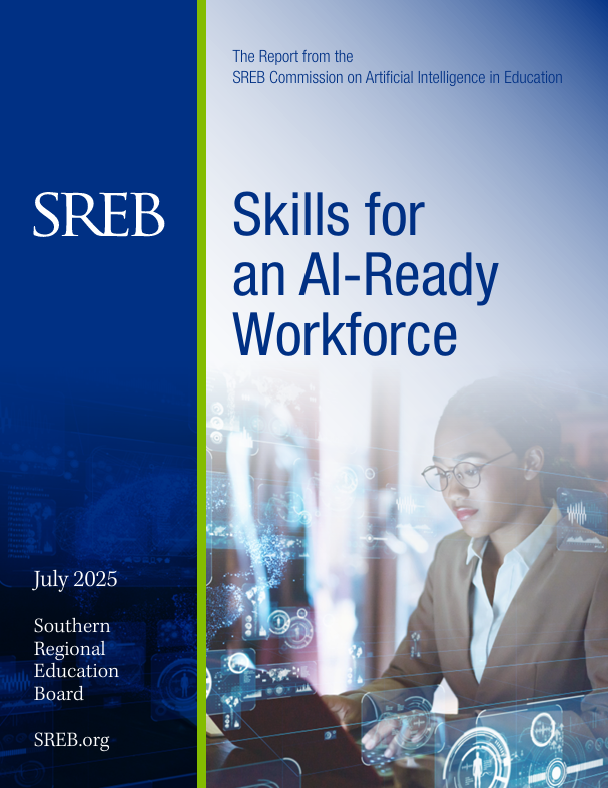 The Report from the
SREB Commission on Artificial Intelligence in Education
SREB
Skills for
an AI-Ready
Workforce
July 2025
Southern
Regional
Education
Board
SREB.org